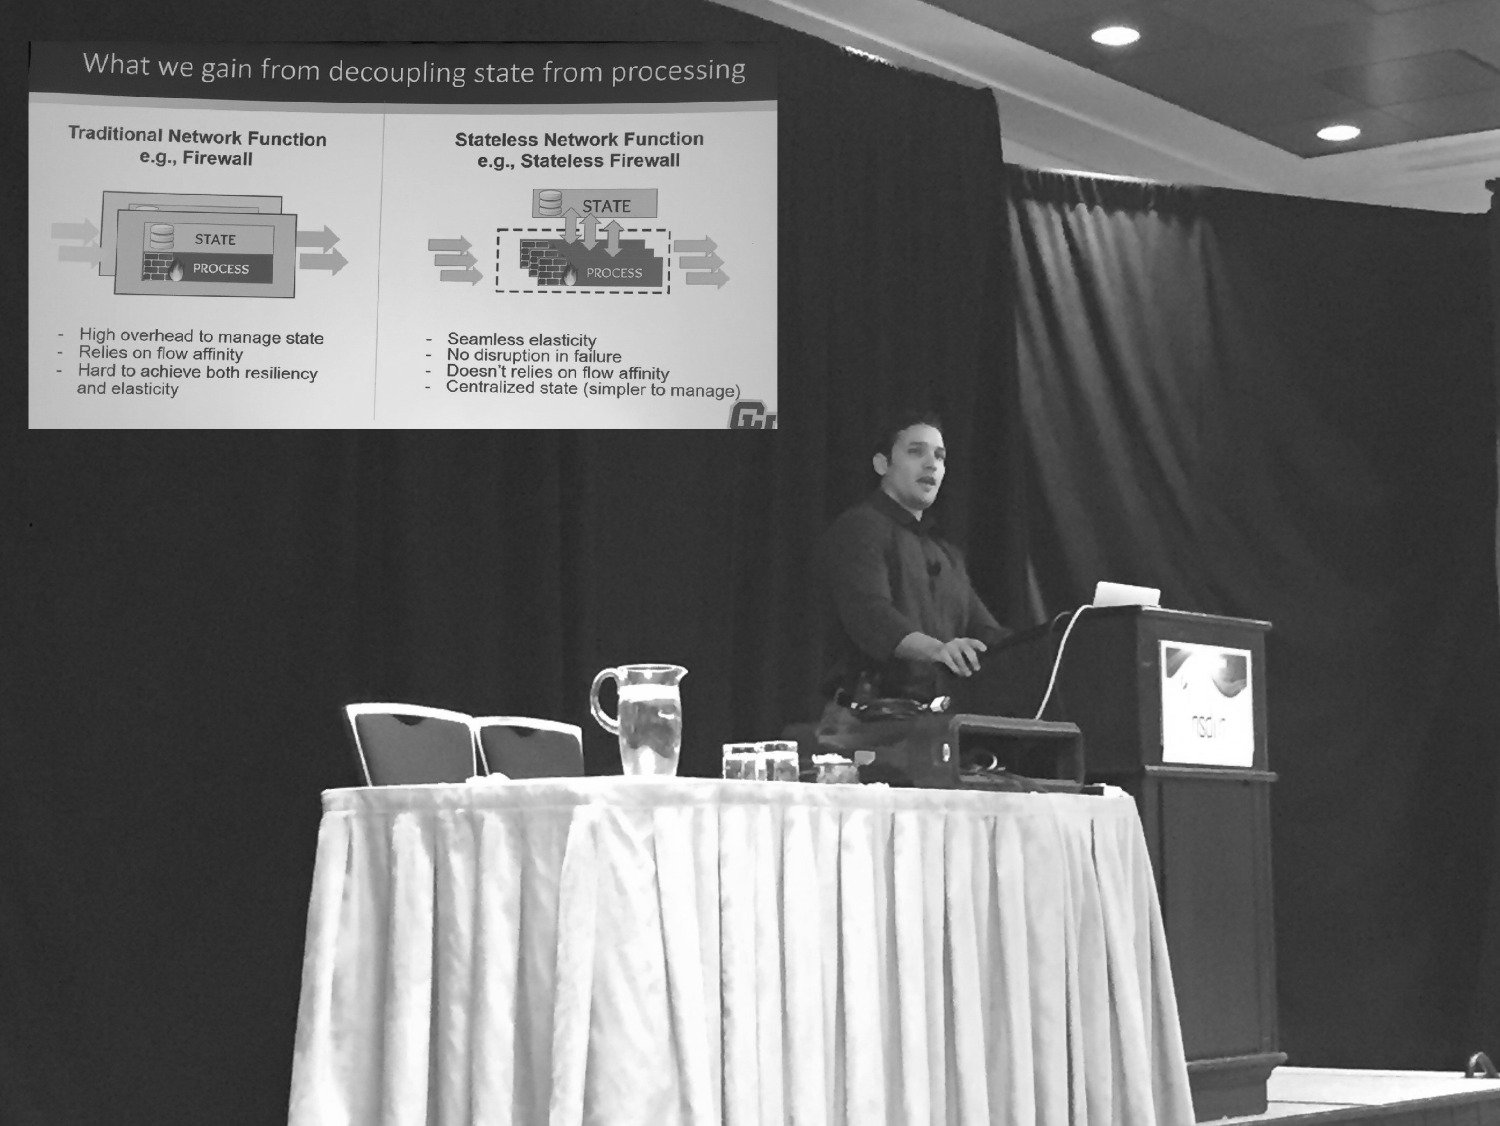 What we gain from decoupling state from processing
Traditional Network Function
e.g., Firewall
STATE
PROCESS
- High overhead to manage state
- Relies on flow affinity
- Hard to achieve both resiliency
and elasticity
Stateless Network Function
e.g., Stateless Firewall
STATE
PROCESS
- Seamless elasticity
- No disruption in failure
- Doesn't relies on flow affinity
- Centralized state (simpler to manage)